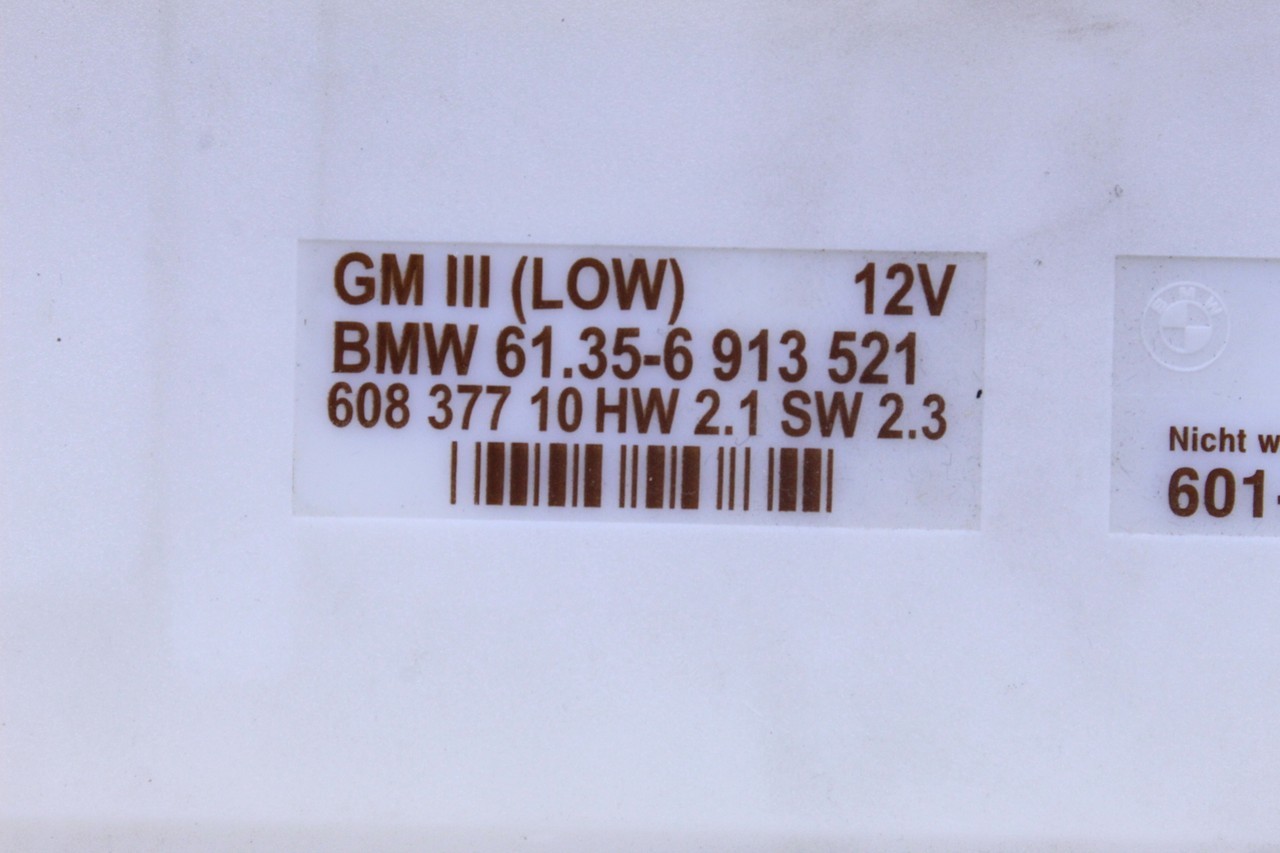 GM III (LOW) 12V
BMW 61.35-6 913 521
608 377 10 HW 2.1 SW 2.3
BMW
Nicht
601-